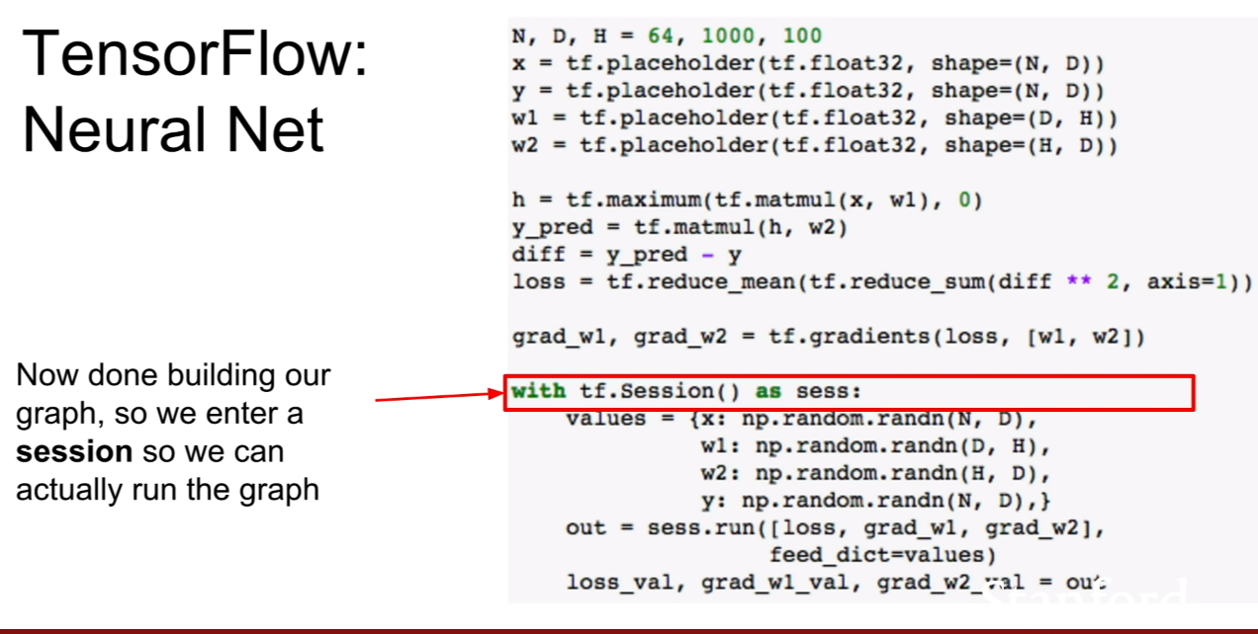 TensorFlow:
Neural Net
N, D, H = 64, 1000, 100
x = tf.placeholder(tf.float32, shape=(N, D))
y = tf.placeholder(tf.float32, shape=(N, D))
w1 = tf.placeholder(tf.float32, shape=(D, H))
w2 = tf.placeholder(tf.float32, shape=(H, D))
h = tf.maximum(tf.matmul(x, w1), 0)
y_pred = tf.matmul(h, w2)
diff = y_pred - y
loss = tf.reduce_mean(tf.reduce_sum(diff ** 2, axis=1))
grad_w1, grad_w2 = tf.gradients(loss, [w1, w2])
Now done building our
graph, so we enter a
session so we can
actually run the graph
with tf.Session() as sess:
    values = {x: np.random.randn(N, D),
              w1: np.random.randn(D, H),
              w2: np.random.randn(H, D),
              y: np.random.randn(N, D),}
    out = sess.run([loss, grad_w1, grad_w2],
                   feed_dict=values)
    loss_val, grad_w1_val, grad_w2_val = out
Stanford